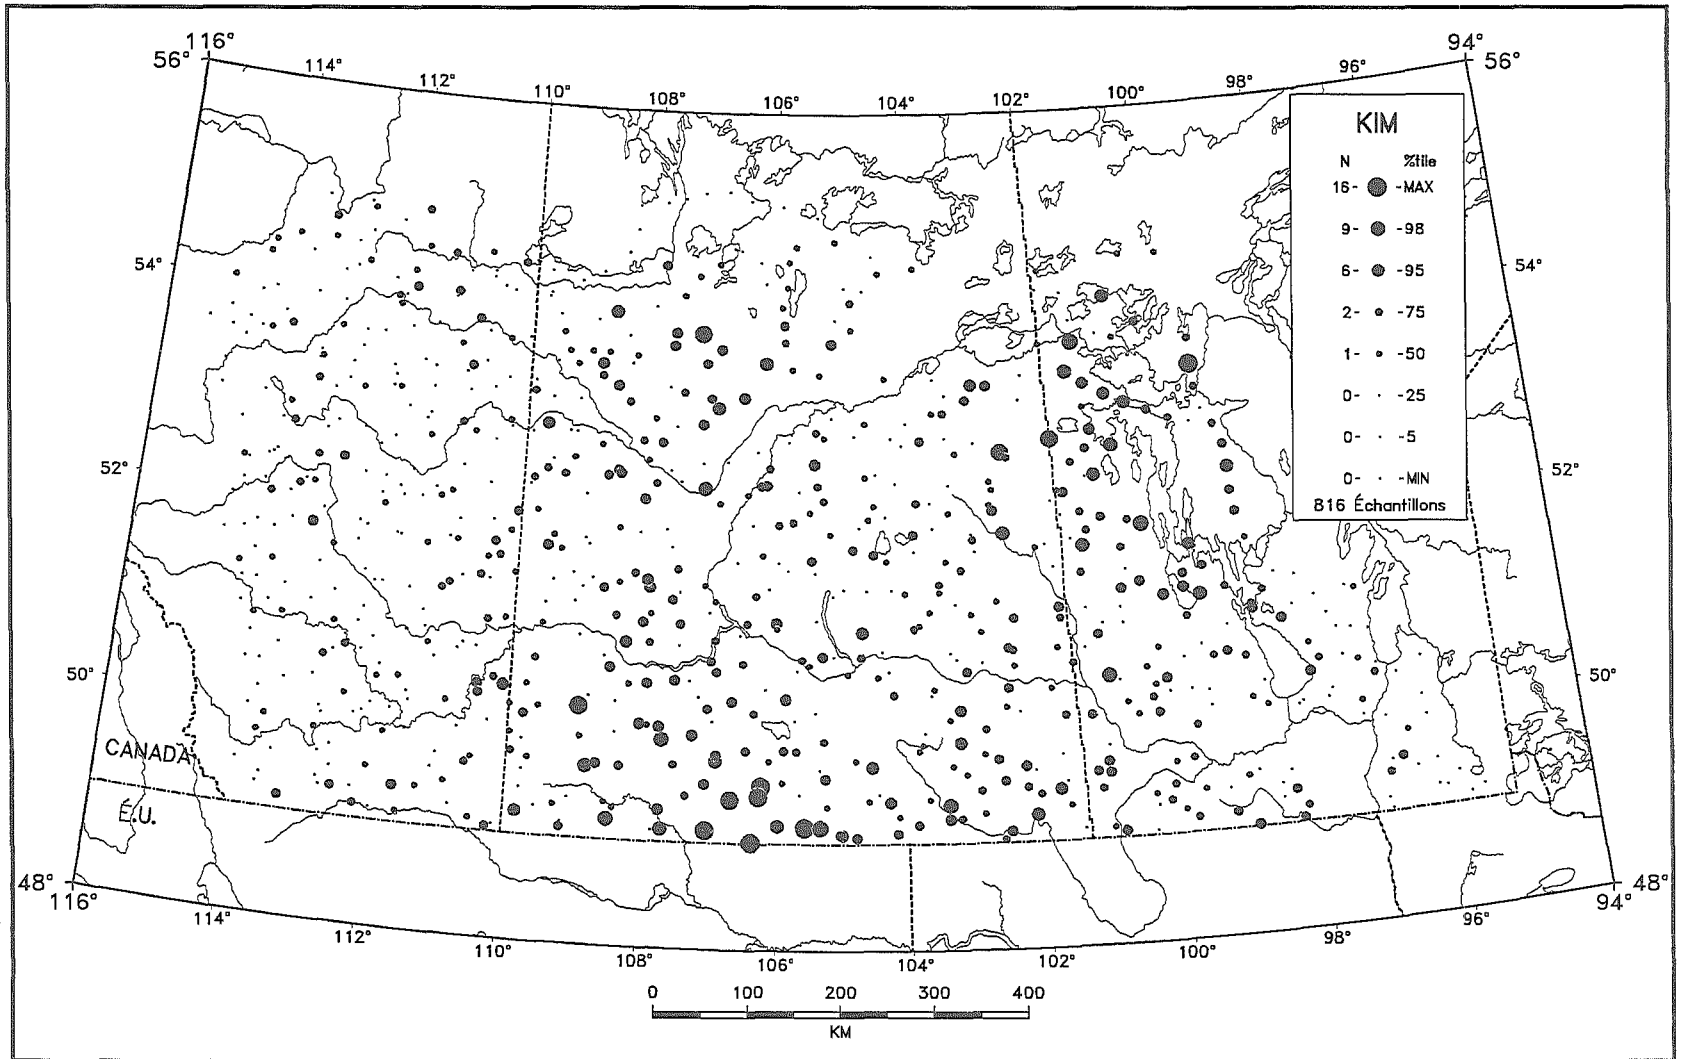 116° 94°
56° 56°
114° 112° 110° 108° 106° 104° 102° 100° 98° 96°
KIM
N %tile
16- -MAX
9- -98
6- -95
2- -75
1- -50
0- -25
0- -5
0- -MIN
816 Échantillons
54° 54°
52° 52°
50° 50°
CANADA
É.U.
48° 48°
116° 94°
114° 112° 110° 108° 106° 104° 102° 100° 98° 96°
0 100 200 300 400
KM